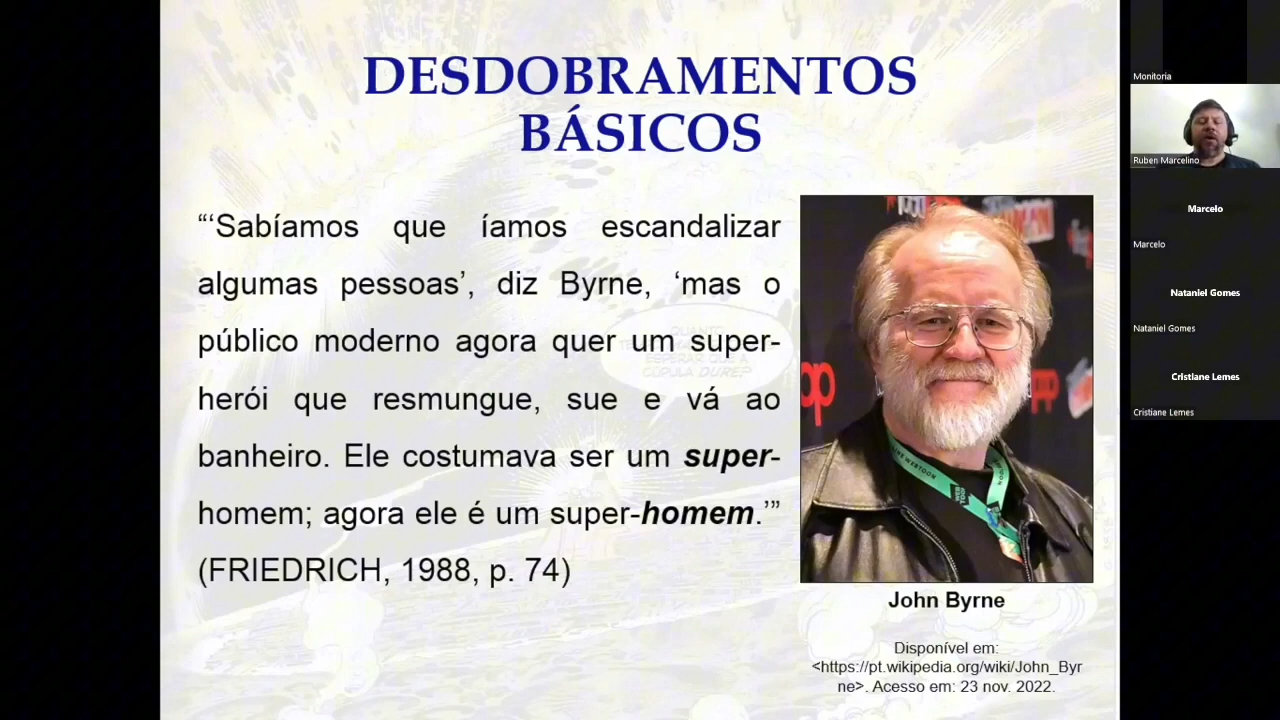 DESDOBRAMENTOS
BÁSICOS
“‘Sabíamos que íamos escandalizar
algumas pessoas’, diz Byrne, ‘mas o
público moderno agora quer um super-
herói que resmungue, sue e vá ao
banheiro. Ele costumava ser um super-
homem; agora ele é um super-homem.’”
(FRIEDRICH, 1988, p. 74)
John Byrne
Disponível em:
<https://pt.wikipedia.org/wiki/John_Byr
ne>. Acesso em: 23 nov. 2022.
Monitoria
Ruben Marcelino
Marcelo
Marcelo
Nataniel Gomes
Nataniel Gomes
Cristiane Lemes
Cristiane Lemes